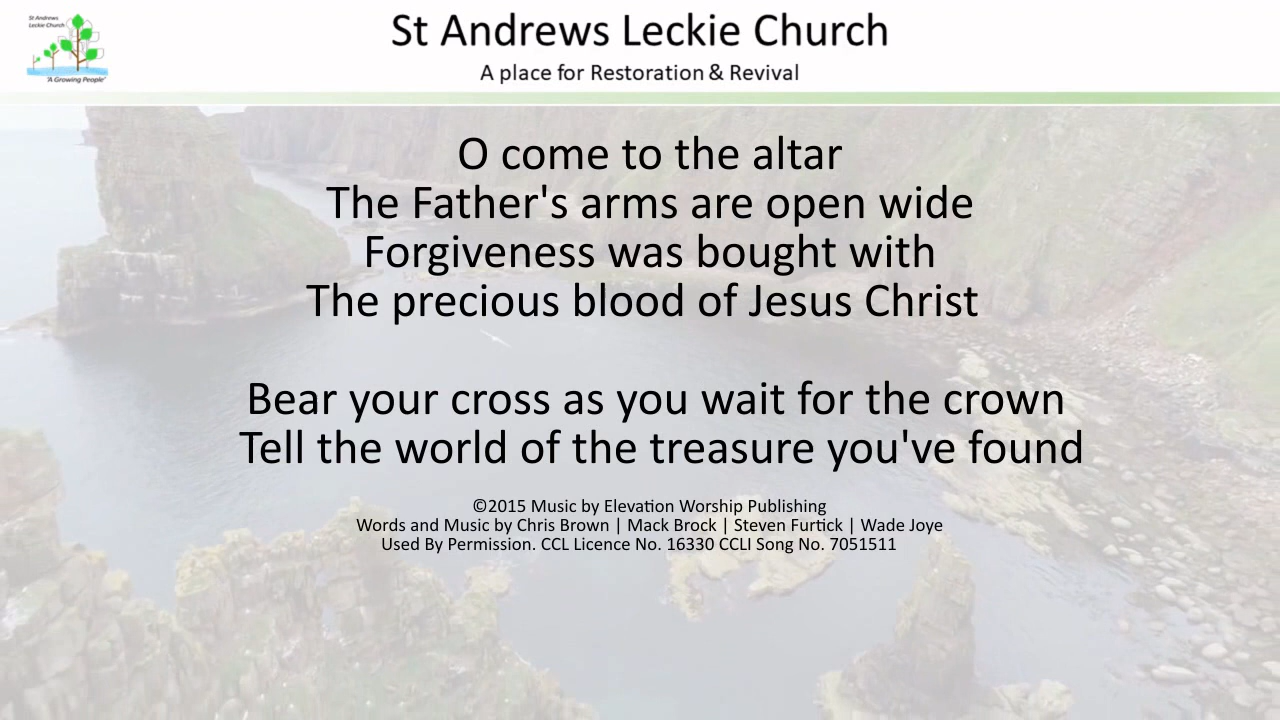 St Andrews
Leckie Church
"A Growing People"
St Andrews Leckie Church
A place for Restoration & Revival
O come to the altar
The Father's arms are open wide
Forgiveness was bought with
The precious blood of Jesus Christ
Bear your cross as you wait for the crown
Tell the world of the treasure you've found
©2015 Music by Elevation Worship Publishing
Words and Music by Chris Brown | Mack Brock | Steven Furtick | Wade Joye
Used By Permission. CCL Licence No. 16330 CCLI Song No. 7051511